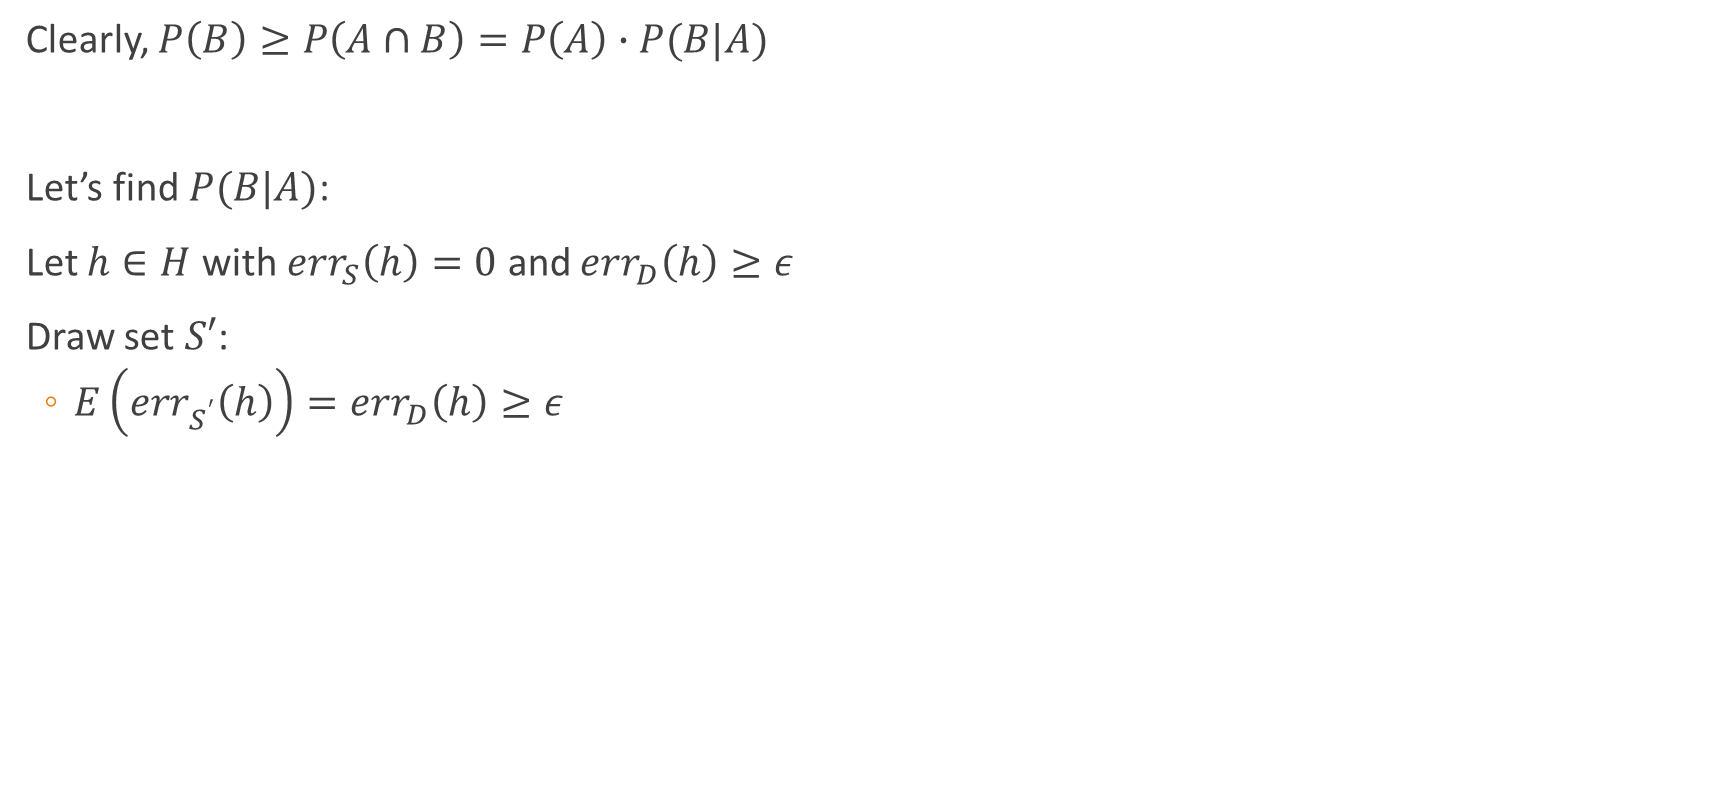 Clearly, P(B) ≥ P(A ∩ B) = P(A) · P(B|A)
Let’s find P(B|A):
Let h ∈ H with err_S(h) = 0 and err_D(h) ≥ ϵ
Draw set S′:
◦ E(err_S′(h)) = err_D(h) ≥ ϵ